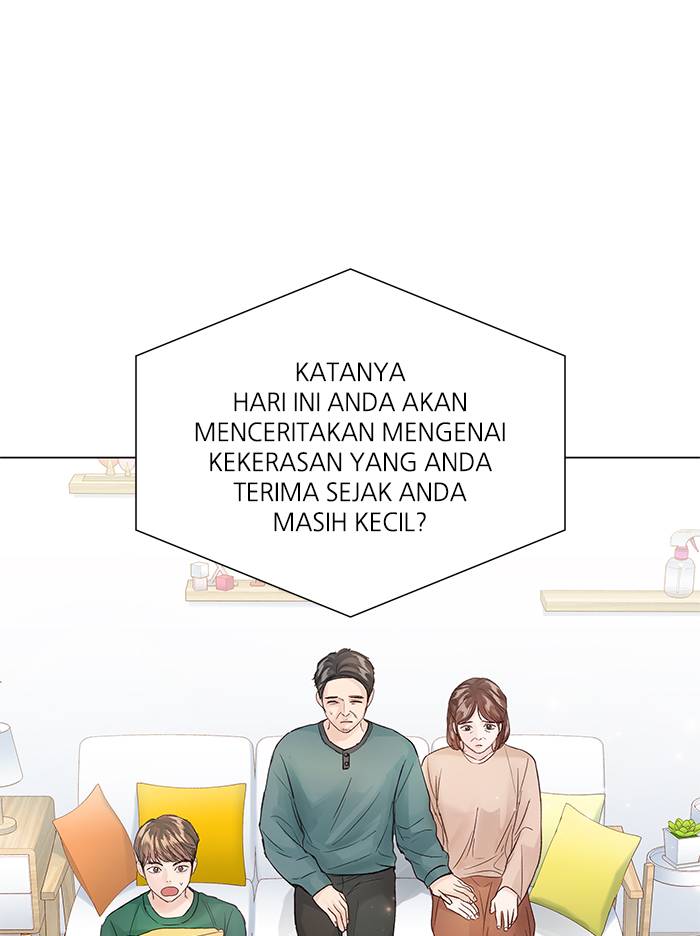 KATANYA
HARI INI ANDA AKAN
MENCERITAKAN MENGENAI
KEKERASAN YANG ANDA
TERIMA SEJAK ANDA
MASIH KECIL?